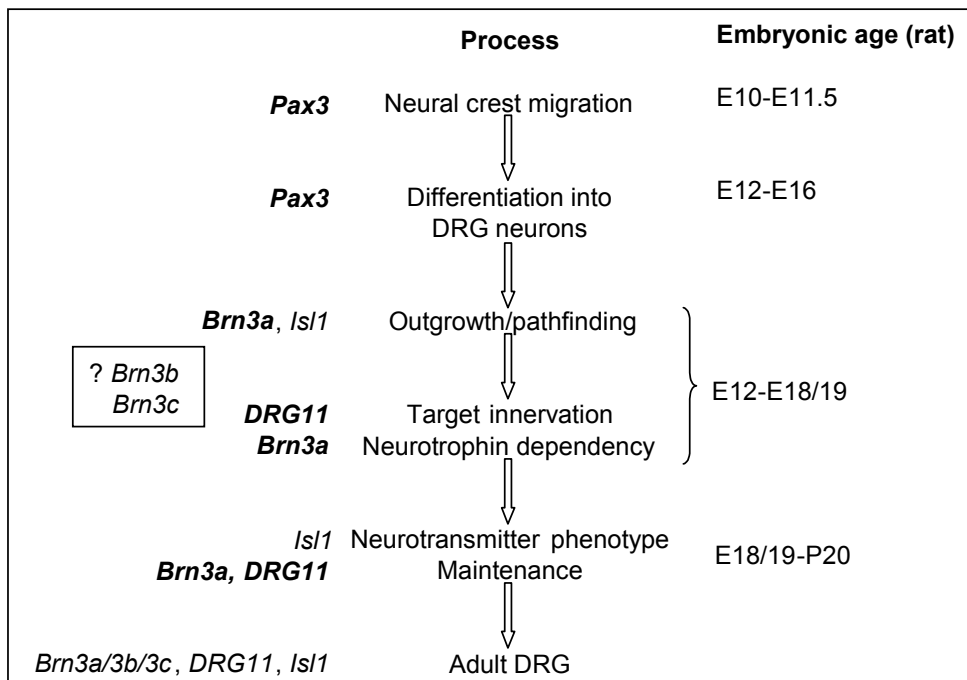 Process Embryonic age (rat)
Pax3 Neural crest migration E10-E11.5
Pax3 Differentiation into E12-E16
DRG neurons
Brn3a, Isl1 Outgrowth/pathfinding
? Brn3b
Brn3c
E12-E18/19
DRG11 Target innervation
Brn3a Neurotrophin dependency
Isl1 Neurotransmitter phenotype
Brn3a, DRG11 Maintenance
E18/19-P20
Brn3a/3b/3c, DRG11, Isl1 Adult DRG